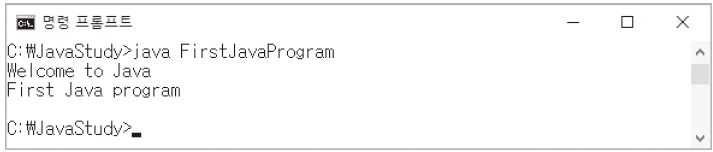 명령 프롬프트
C:₩JavaStudy>java FirstJavaProgram
Welcome to Java
First Java program
C:₩JavaStudy>